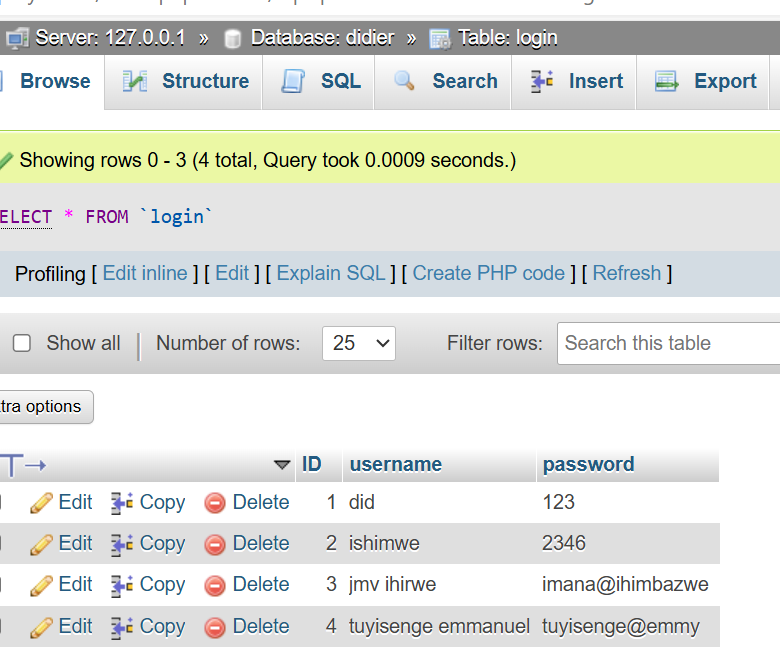 Server: 127.0.0.1 » Database: didier » Table: login
Browse Structure SQL Search Insert Export
Showing rows 0 - 3 (4 total, Query took 0.0009 seconds.)
ELECT * FROM `login`
Profiling [ Edit inline ] [ Edit ] [ Explain SQL ] [ Create PHP code ] [ Refresh ]
Show all Number of rows: 25 Filter rows: Search this table
tra options
ID username password
Edit Copy Delete 1 did 123
Edit Copy Delete 2 ishimwe 2346
Edit Copy Delete 3 jmv ihirwe imana@ihimbazwe
Edit Copy Delete 4 tuyisenge emmanuel tuyisenge@emmy